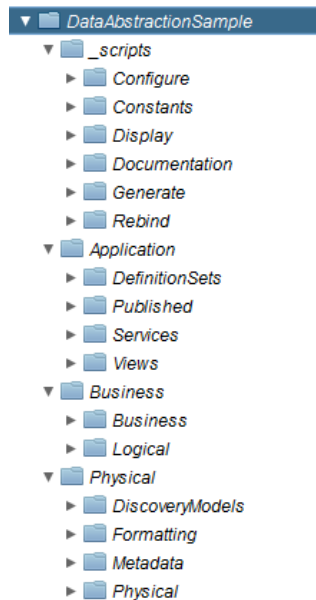 DataAbstractionSample
_scripts
Configure
Constants
Display
Documentation
Generate
Rebind
Application
DefinitionSets
Published
Services
Views
Business
Business
Logical
Physical
DiscoveryModels
Formatting
Metadata
Physical